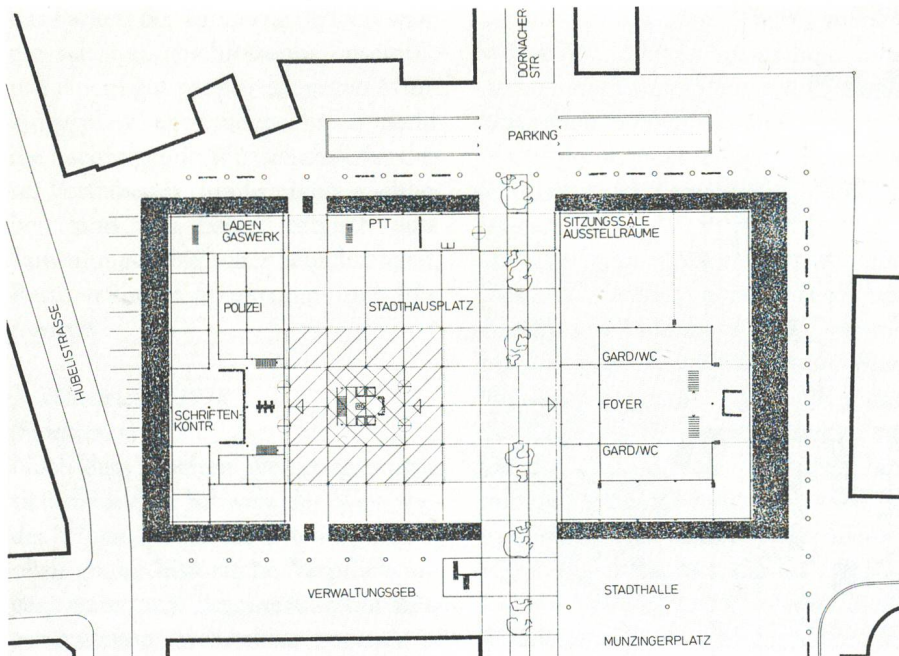 DORNACHER-
STR.
PARKING
LADEN
GASWERK
PTT
SITZUNGSSALE
AUSSTELLRAUME
POLIZEI
STADTHAUSPLATZ
HUBELISTRASSE
GARD/WC
SCHRIFTEN-
KONTR.
FOYER
GARD/WC
VERWALTUNGSGEB.
STADTHALLE
MUNZINGERPLATZ